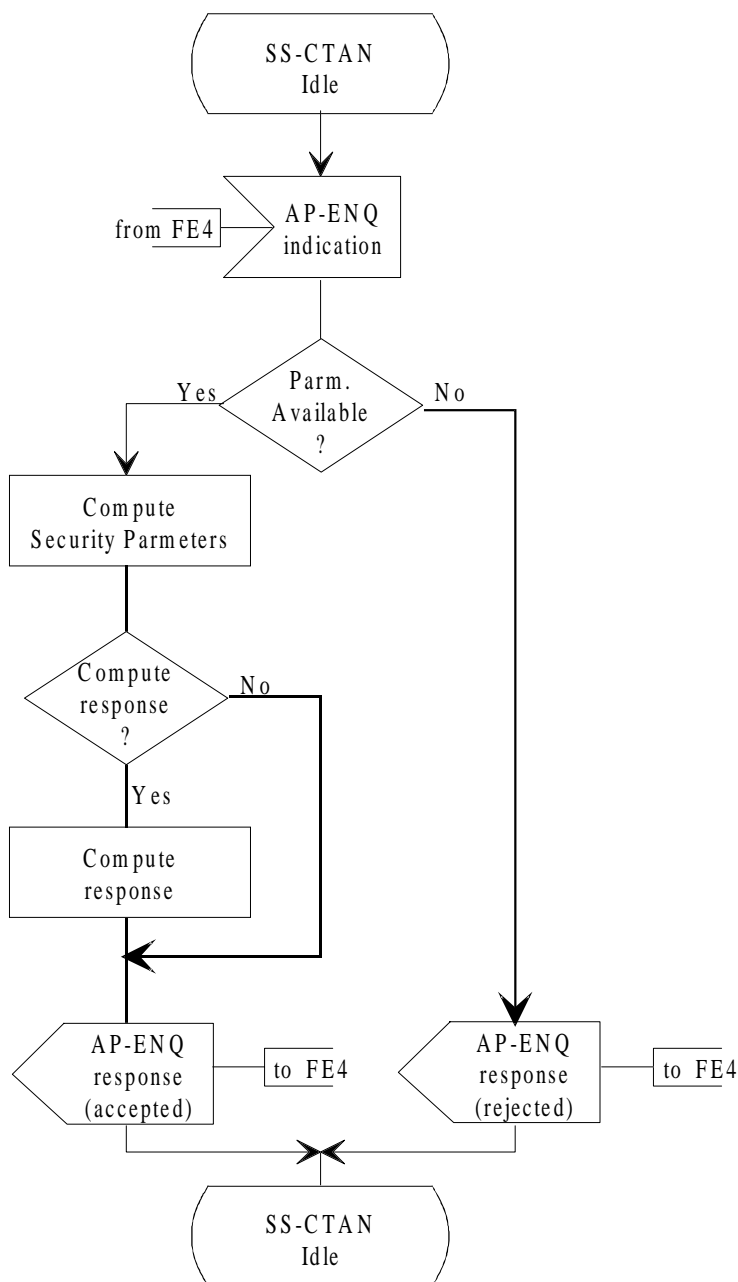 SS-CTAN
Idle
AP-ENQ
indication
from FE4
Parm.
Available
?
Yes
No
Compute
Security Parmeters
Compute
response
?
No
Yes
Compute
response
AP-ENQ
response
(accepted)
to FE4
AP-ENQ
response
(rejected)
to FE4
SS-CTAN
Idle